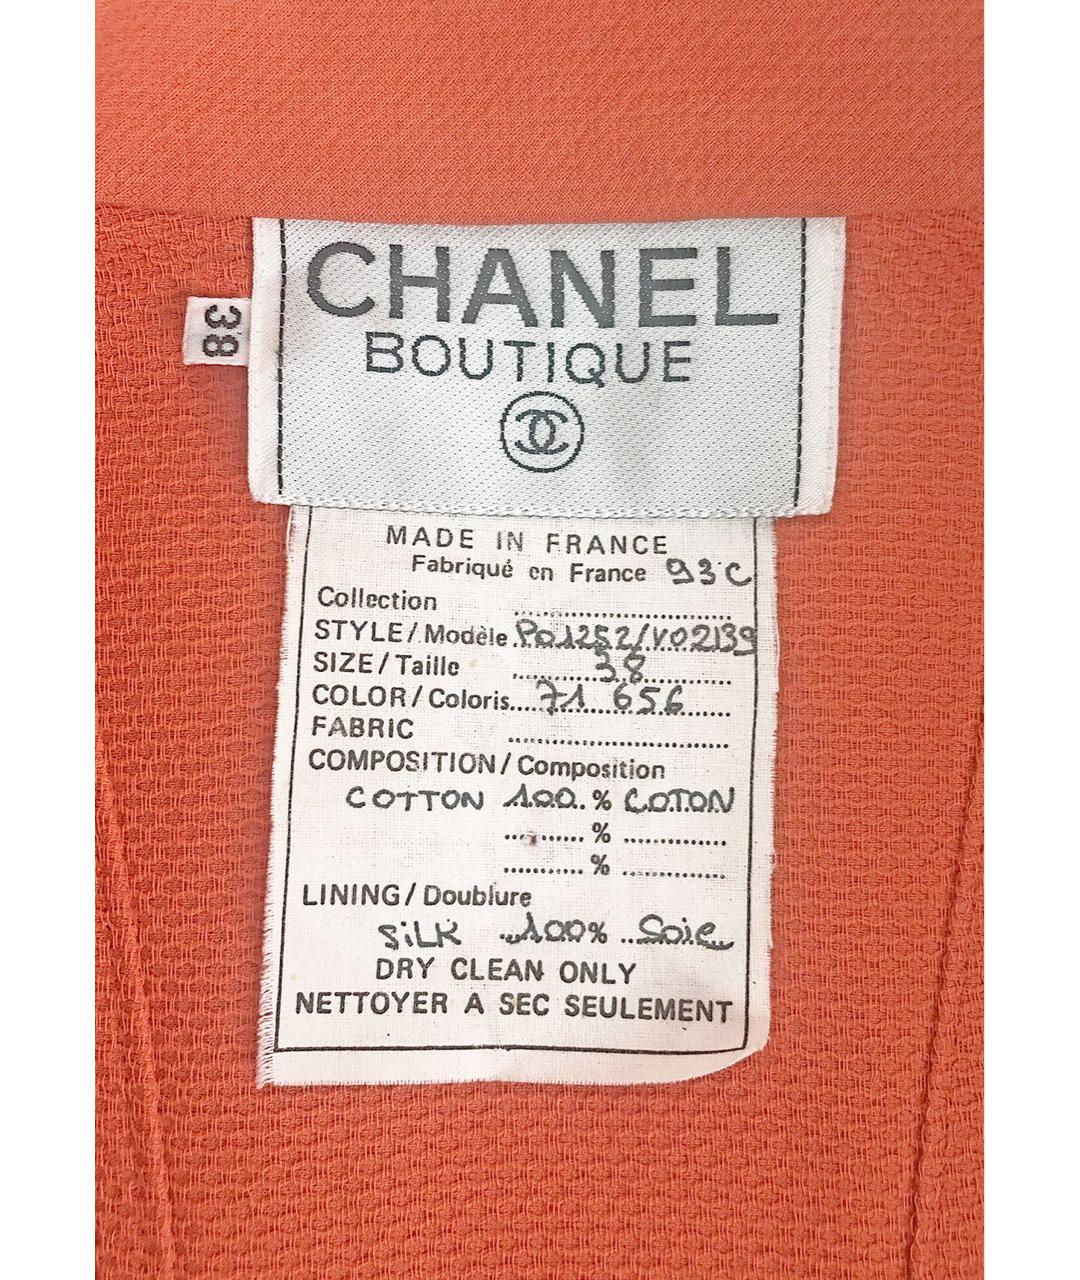 CHANEL
BOUTIQUE
38
MADE IN FRANCE
Fabriqué en France 93 C
Collection
STYLE/Modèle P01252/V02139
SIZE/Taille 38
COLOR/Coloris 71 656
FABRIC
COMPOSITION/Composition
COTTON 100 % COTON
%
%
LINING/Doublure
SILK 100% Soie
DRY CLEAN ONLY
NETTOYER A SEC SEULEMENT